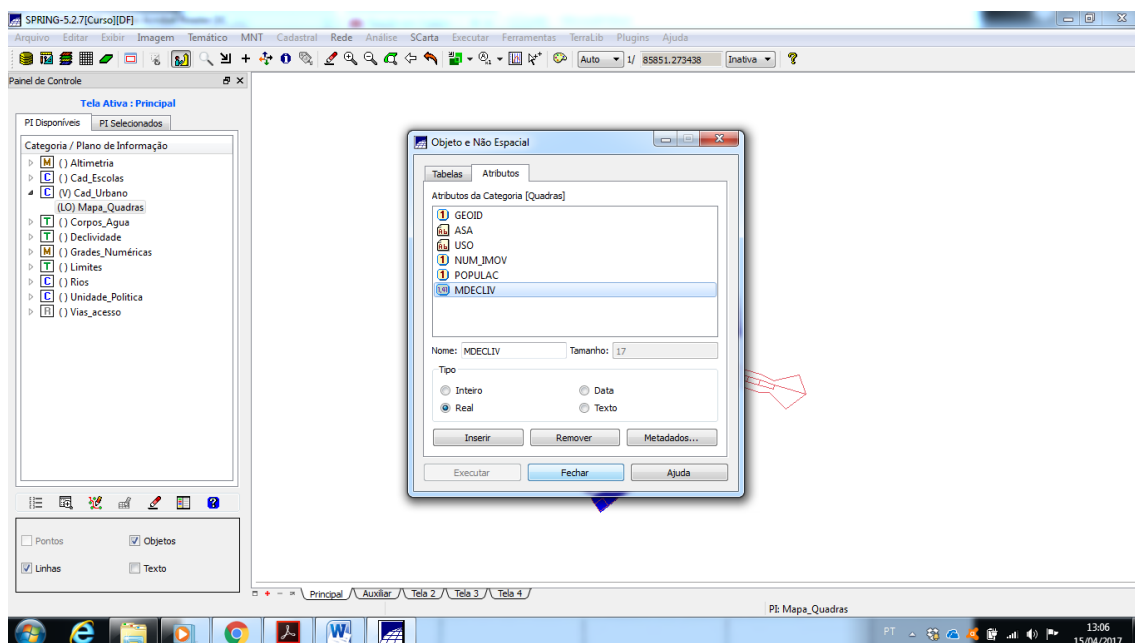 SPRING-5.2.7[Curso][DF]
Arquivo Editar Exibir Imagem Temático MNT Cadastral Rede Análise SCarta Executar Ferramentas TerraLib Plugins Ajuda
Auto 1/ 85851.273438 Inativa
Painel de Controle
Tela Ativa : Principal
PI Disponíveis PI Selecionados
Categoria / Plano de Informação
M () Altimetria
C () Cad_Escolas
C (V) Cad_Urbano
(LO) Mapa_Quadras
T () Corpos_Agua
T () Declividade
M () Grades_Numéricas
T () Limites
C () Rios
C () Unidade_Politica
R () Vias_acesso
Pontos Objetos
Linhas Texto
Objeto e Não Espacial
Tabelas Atributos
Atributos da Categoria [Quadras]
GEOID
ASA
USO
NUM_IMOV
POPULAC
MDECLIV
Nome: MDECLIV Tamanho: 17
Tipo
Inteiro Data
Real Texto
Inserir Remover Metadados...
Executar Fechar Ajuda
Principal Auxiliar Tela 2 Tela 3 Tela 4
PI: Mapa_Quadras
PT 13:06
15/04/2017